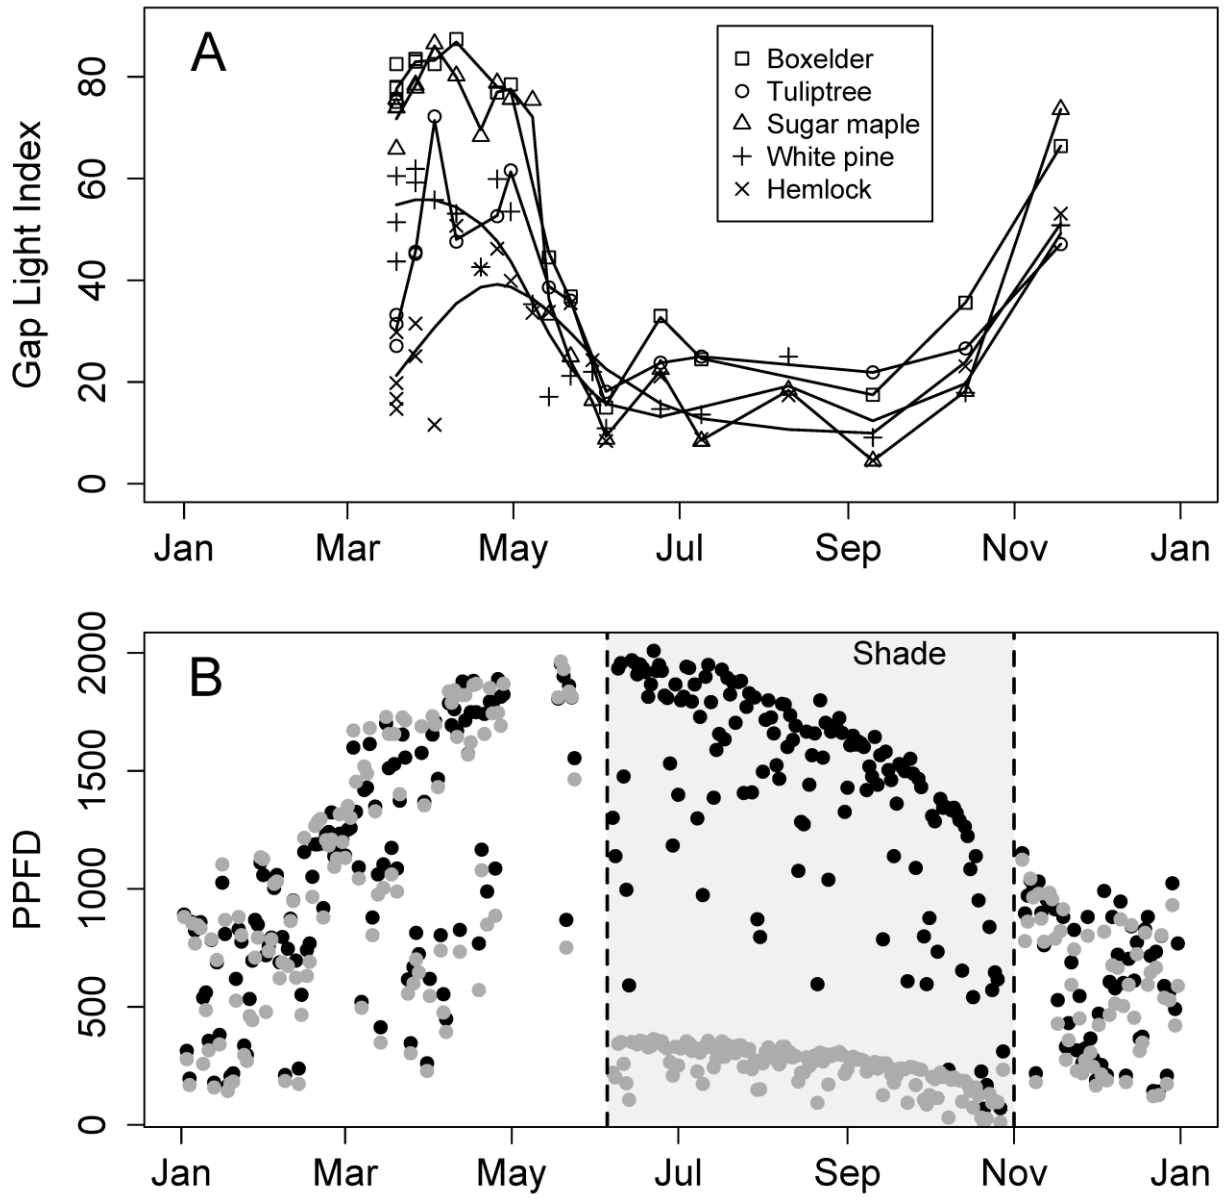 A
Boxelder
Tuliptree
Sugar maple
White pine
Hemlock
Gap Light Index
80
60
40
20
0
Jan Mar May Jul Sep Nov Jan
B
Shade
PPFD
2000
1500
1000
500
0
Jan Mar May Jul Sep Nov Jan